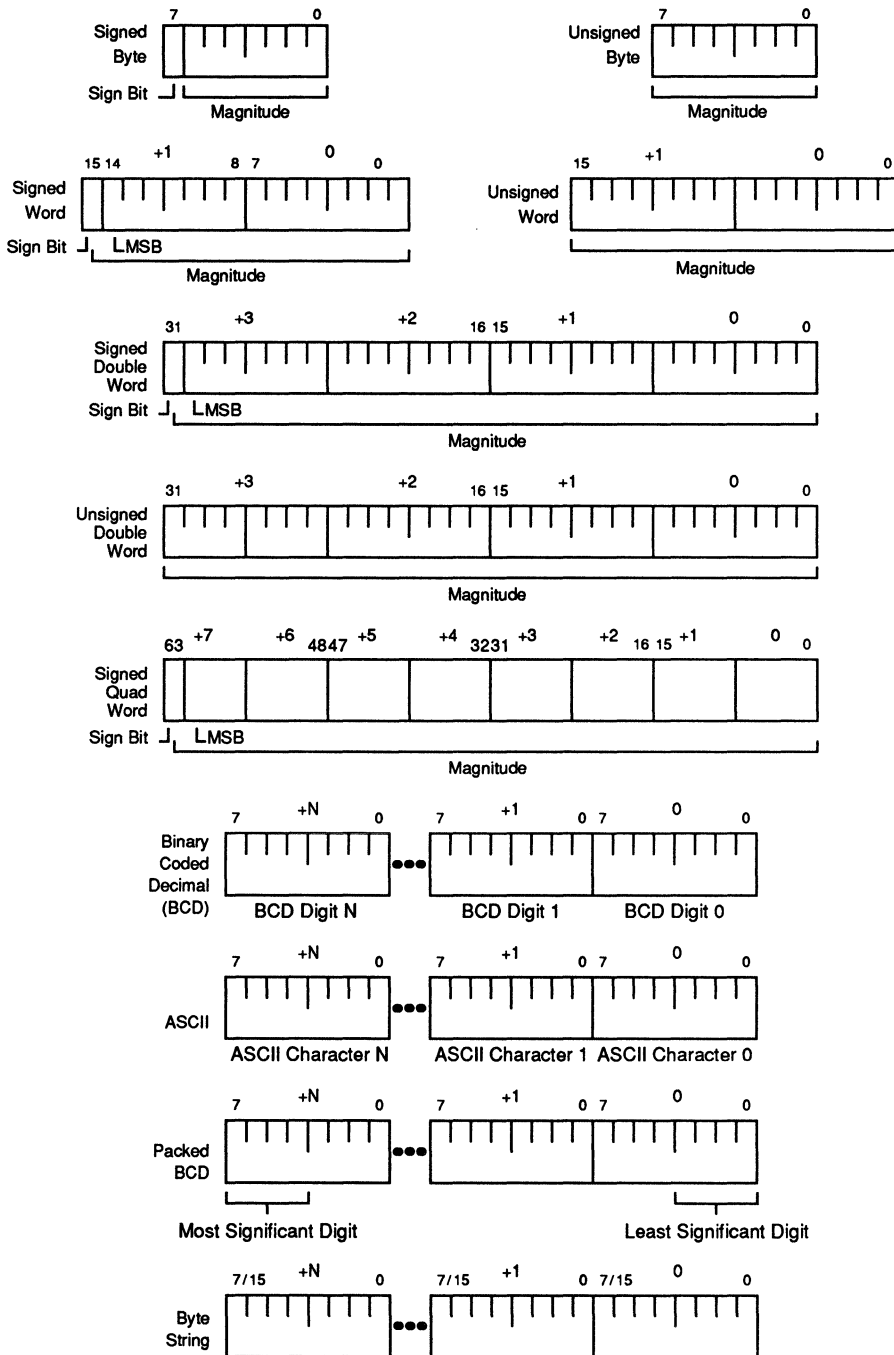 7 0
Signed
Byte
Sign Bit
Magnitude
7 0
Unsigned
Byte
Magnitude
15 14 +1 8 7 0 0
Signed
Word
Sign Bit MSB
Magnitude
15 +1 0 0
Unsigned
Word
Magnitude
31 +3 +2 16 15 +1 0 0
Signed
Double
Word
Sign Bit MSB
Magnitude
31 +3 +2 16 15 +1 0 0
Unsigned
Double
Word
Magnitude
63 +7 +6 48 47 +5 +4 32 31 +3 +2 16 15 +1 0 0
Signed
Quad
Word
Sign Bit MSB
Magnitude
7 +N 0 7 +1 0 7 0 0
Binary
Coded
Decimal
(BCD)
BCD Digit N BCD Digit 1 BCD Digit 0
7 +N 0 7 +1 0 7 0 0
ASCII
ASCII Character N ASCII Character 1 ASCII Character 0
7 +N 0 7 +1 0 7 0 0
Packed
BCD
Most Significant Digit Least Significant Digit
7/15 +N 0 7/15 +1 0 7/15 0 0
Byte
String